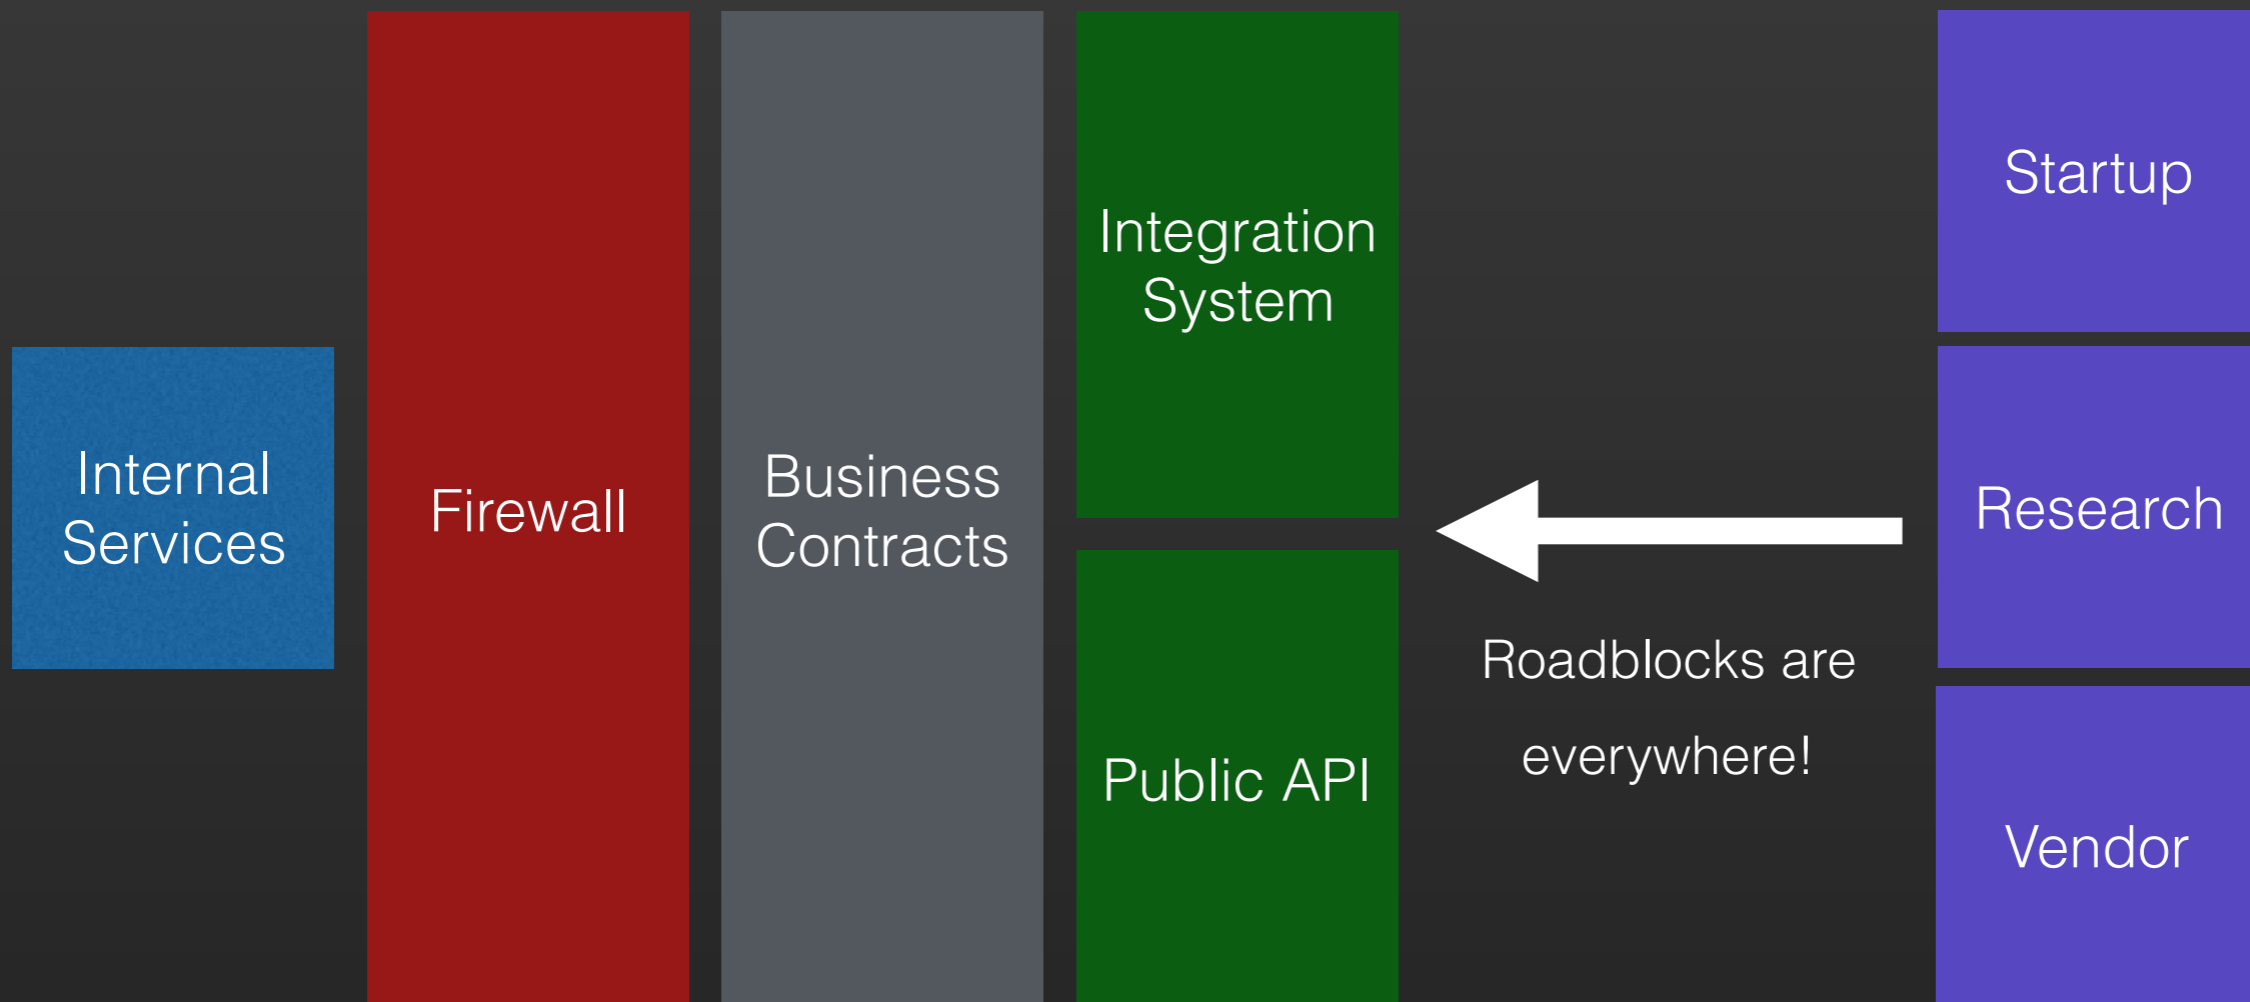 Internal
Services
Firewall
Business
Contracts
Integration
System
Public API
Roadblocks are
everywhere!
Startup
Research
Vendor